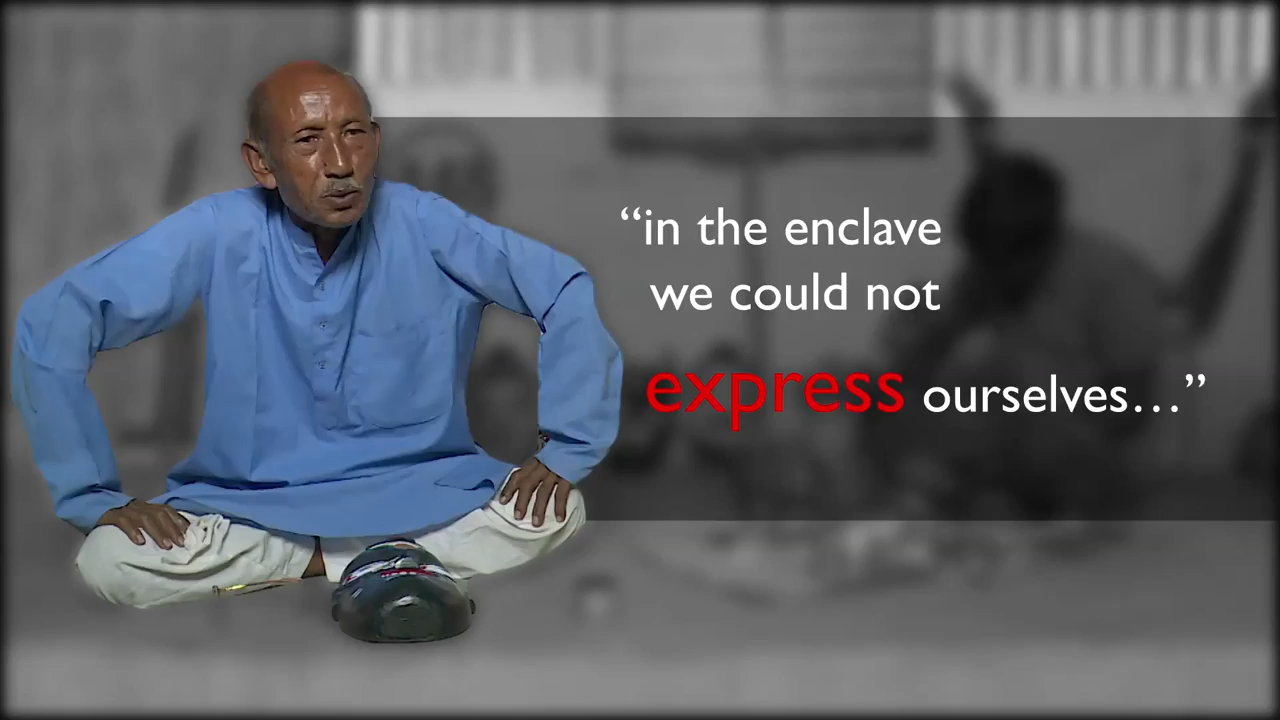 “in the enclave
we could not
express ourselves…”